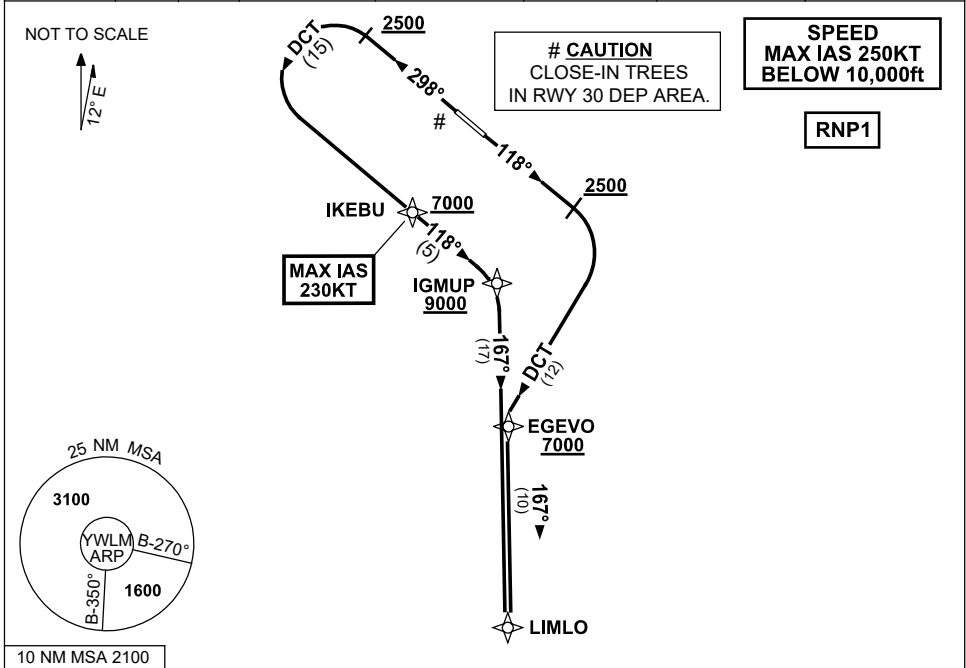 NOT TO SCALE
12° E
DCT
(15)
2500
298°
#
# CAUTION
CLOSE-IN TREES
IN RWY 30 DEP AREA.
SPEED
MAX IAS 250KT
BELOW 10,000ft
RNP1
118°
2500
IKEBU
7000
118°
(5)
MAX IAS
230KT
IGMUP
9000
167°
(17)
DCT
(12)
EGEVO
7000
167°
(10)
LIMLO
25 NM MSA
3100
YWLM
ARP
B-270°
B-350°
1600
10 NM MSA 2100